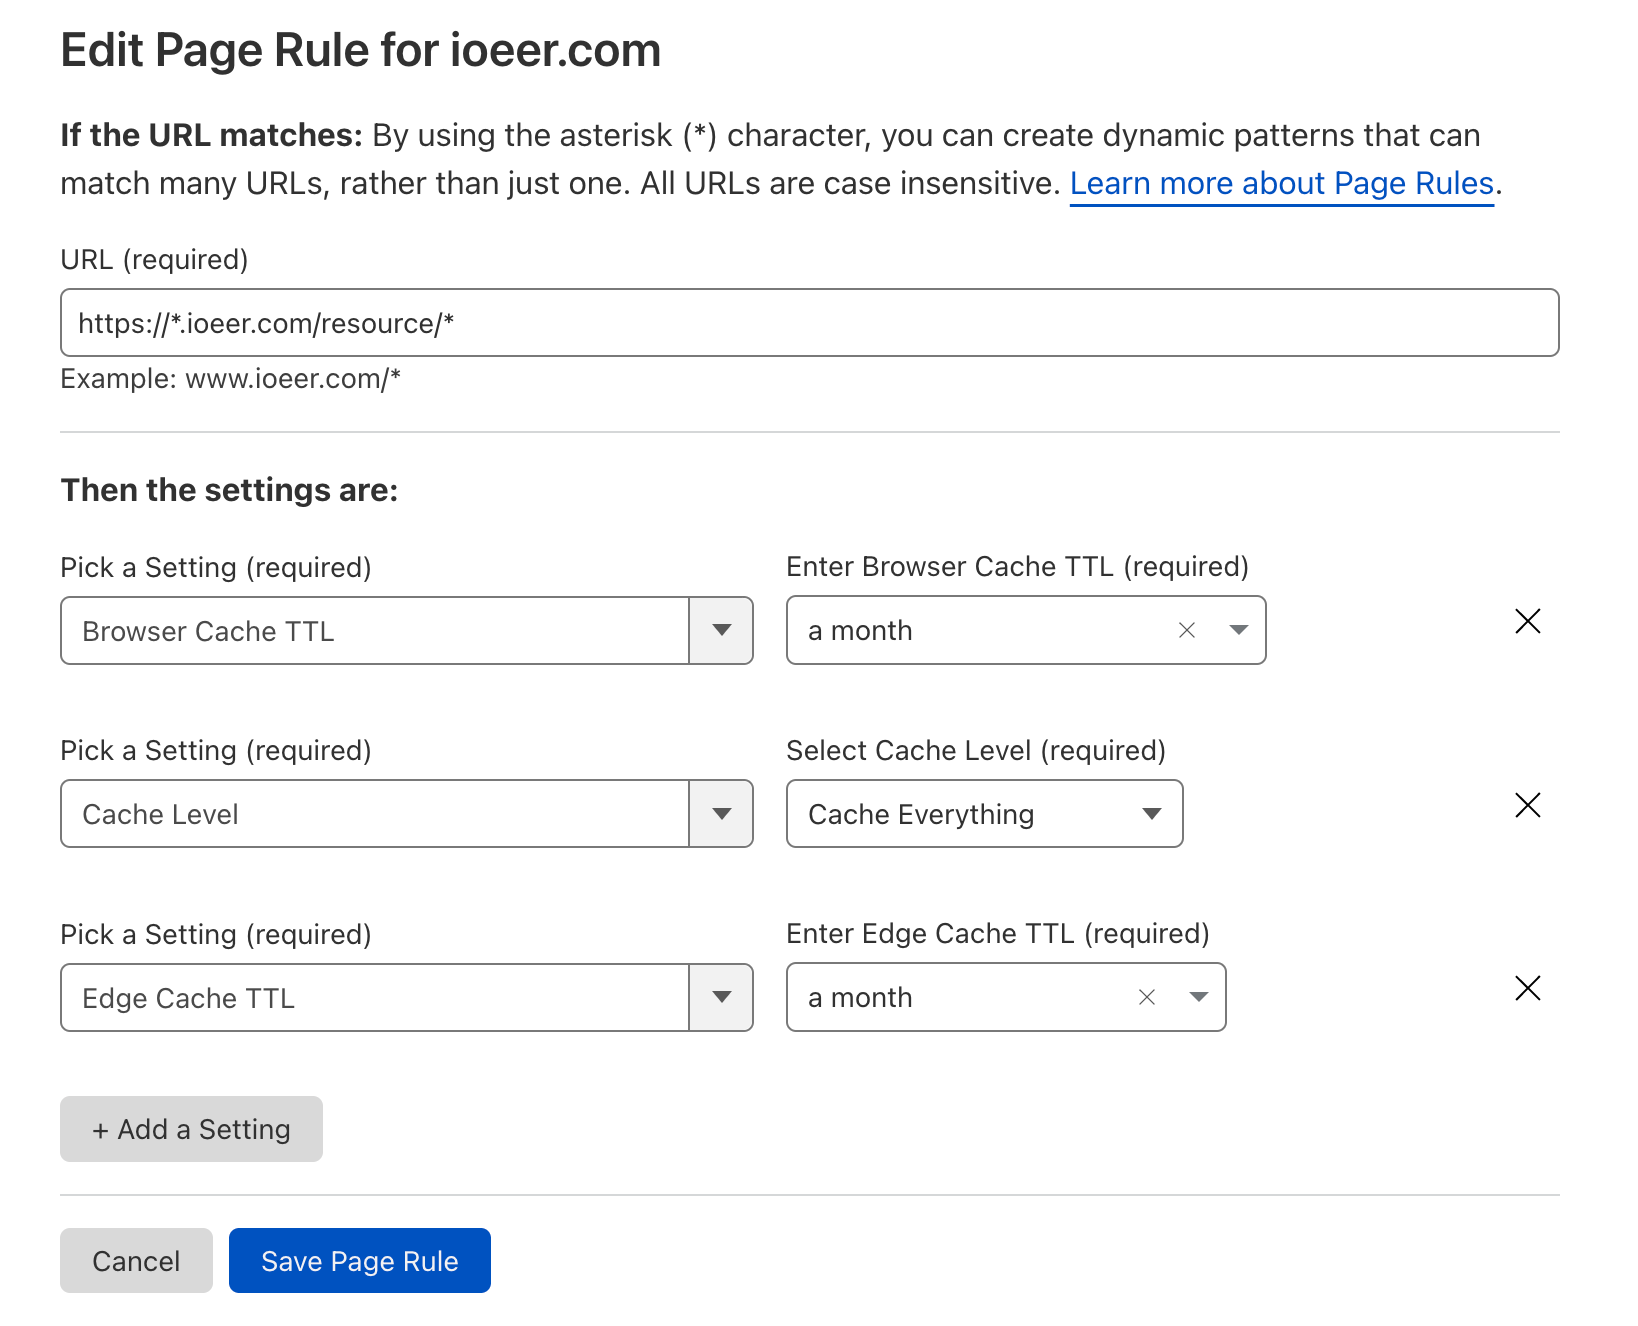 Edit Page Rule for ioeer.com
If the URL matches: By using the asterisk (*) character, you can create dynamic patterns that can
match many URLs, rather than just one. All URLs are case insensitive. Learn more about Page Rules.
URL (required)
https://*.ioeer.com/resource/*
Example: www.ioeer.com/*
Then the settings are:
Pick a Setting (required)
Enter Browser Cache TTL (required)
Browser Cache TTL
a month
Pick a Setting (required)
Select Cache Level (required)
Cache Level
Cache Everything
Pick a Setting (required)
Enter Edge Cache TTL (required)
Edge Cache TTL
a month
+ Add a Setting
Cancel
Save Page Rule